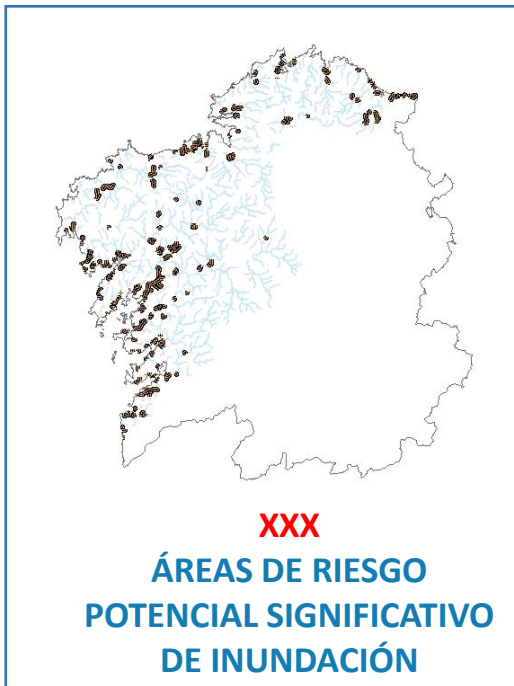 XXX
ÁREAS DE RIESGO
POTENCIAL SIGNIFICATIVO
DE INUNDACIÓN